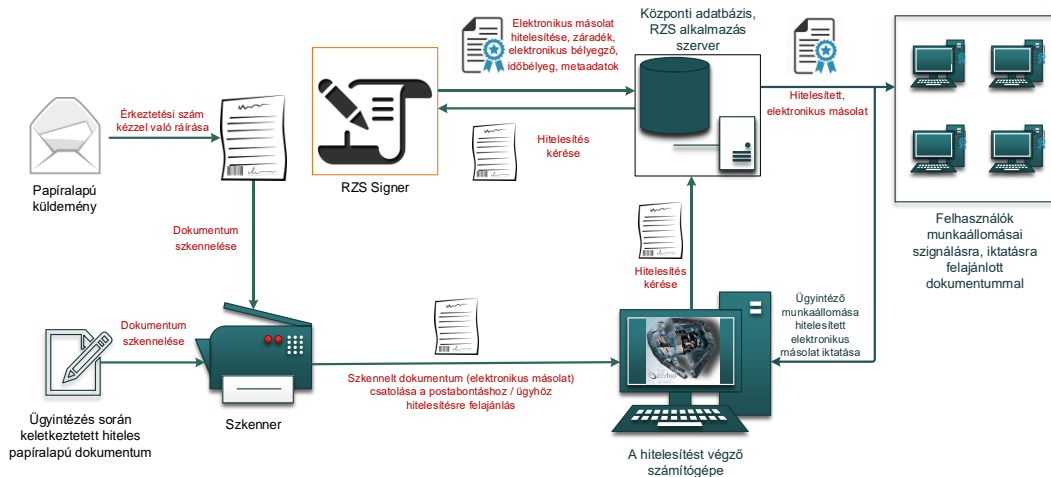 Elektronikus másolat
hitelesítése, záradék,
elektronikus bélyegző,
időbélyeg, metaadatok
Központi adatbázis,
RZS alkalmazás
szerver
Érkeztetési szám
kézzel való ráírása
Hitelesített,
elektronikus másolat
Hitelesítés
kérése
Papíralapú
küldemény
RZS Signer
Felhasználók
munkaállomásai
szignálásra, iktatásra
felajánlott
dokumentummal
Dokumentum
szkennelése
Hitelesítés
kérése
Ügyintéző
munkaállomása
hitelesített
elektronikus
másolat iktatása
Dokumentum
szkennelése
Szkennelt dokumentum (elektronikus másolat)
csatolása a postabontáshoz / ügyhöz
hitelesítésre felajánlás
Ügyintézés során
keletkeztetett hiteles
papíralapú dokumentum
Szkenner
A hitelesítést végző
számítógépe